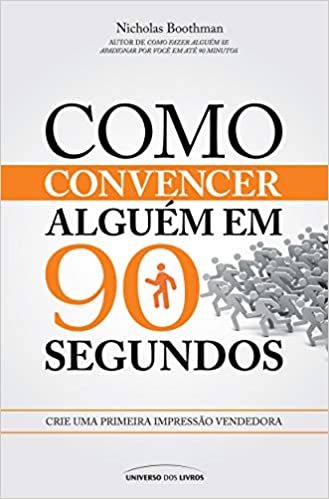 Nicholas Boothman
AUTOR DE COMO FAZER ALGUÉM SE
APAIXONAR POR VOCÊ EM ATÉ 90 MINUTOS
COMO
CONVENCER
ALGUÉM EM
90
SEGUNDOS
CRIE UMA PRIMEIRA IMPRESSÃO VENDEDORA
UNIVERSO DOS LIVROS